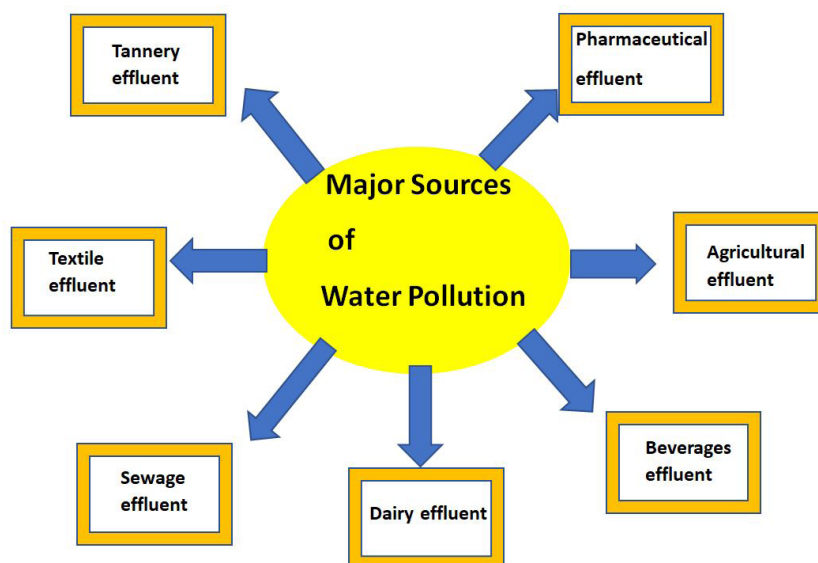 Tannery
effluent
Pharmaceutical
effluent
Major Sources
of
Water Pollution
Textile
effluent
Agricultural
effluent
Sewage
effluent
Dairy effluent
Beverages
effluent